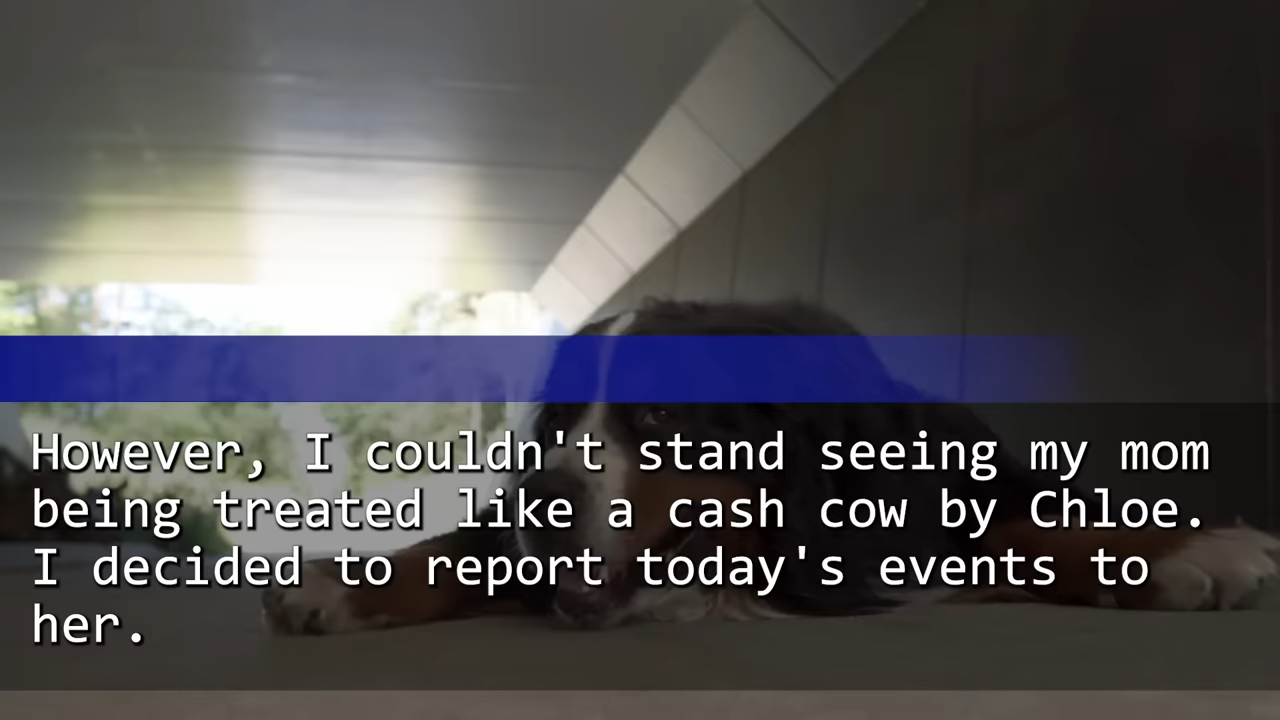 However, I couldn't stand seeing my mom
being treated like a cash cow by Chloe.
I decided to report today's events to
her.